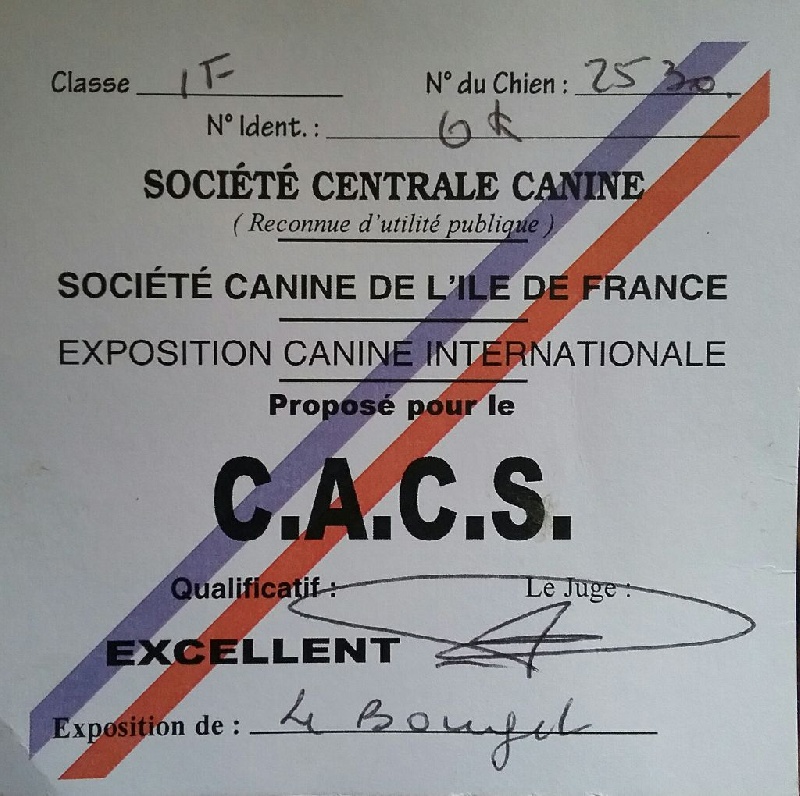 Classe 1F N° du Chien : 2530.
N° Ident. : ok
SOCIÉTÉ CENTRALE CANINE
( Reconnue d'utilité publique )
SOCIÉTÉ CANINE DE L'ILE DE FRANCE
EXPOSITION CANINE INTERNATIONALE
Proposé pour le
C.A.C.S.
Qualificatif : Le Juge :
EXCELLENT
Exposition de : Le Bourget